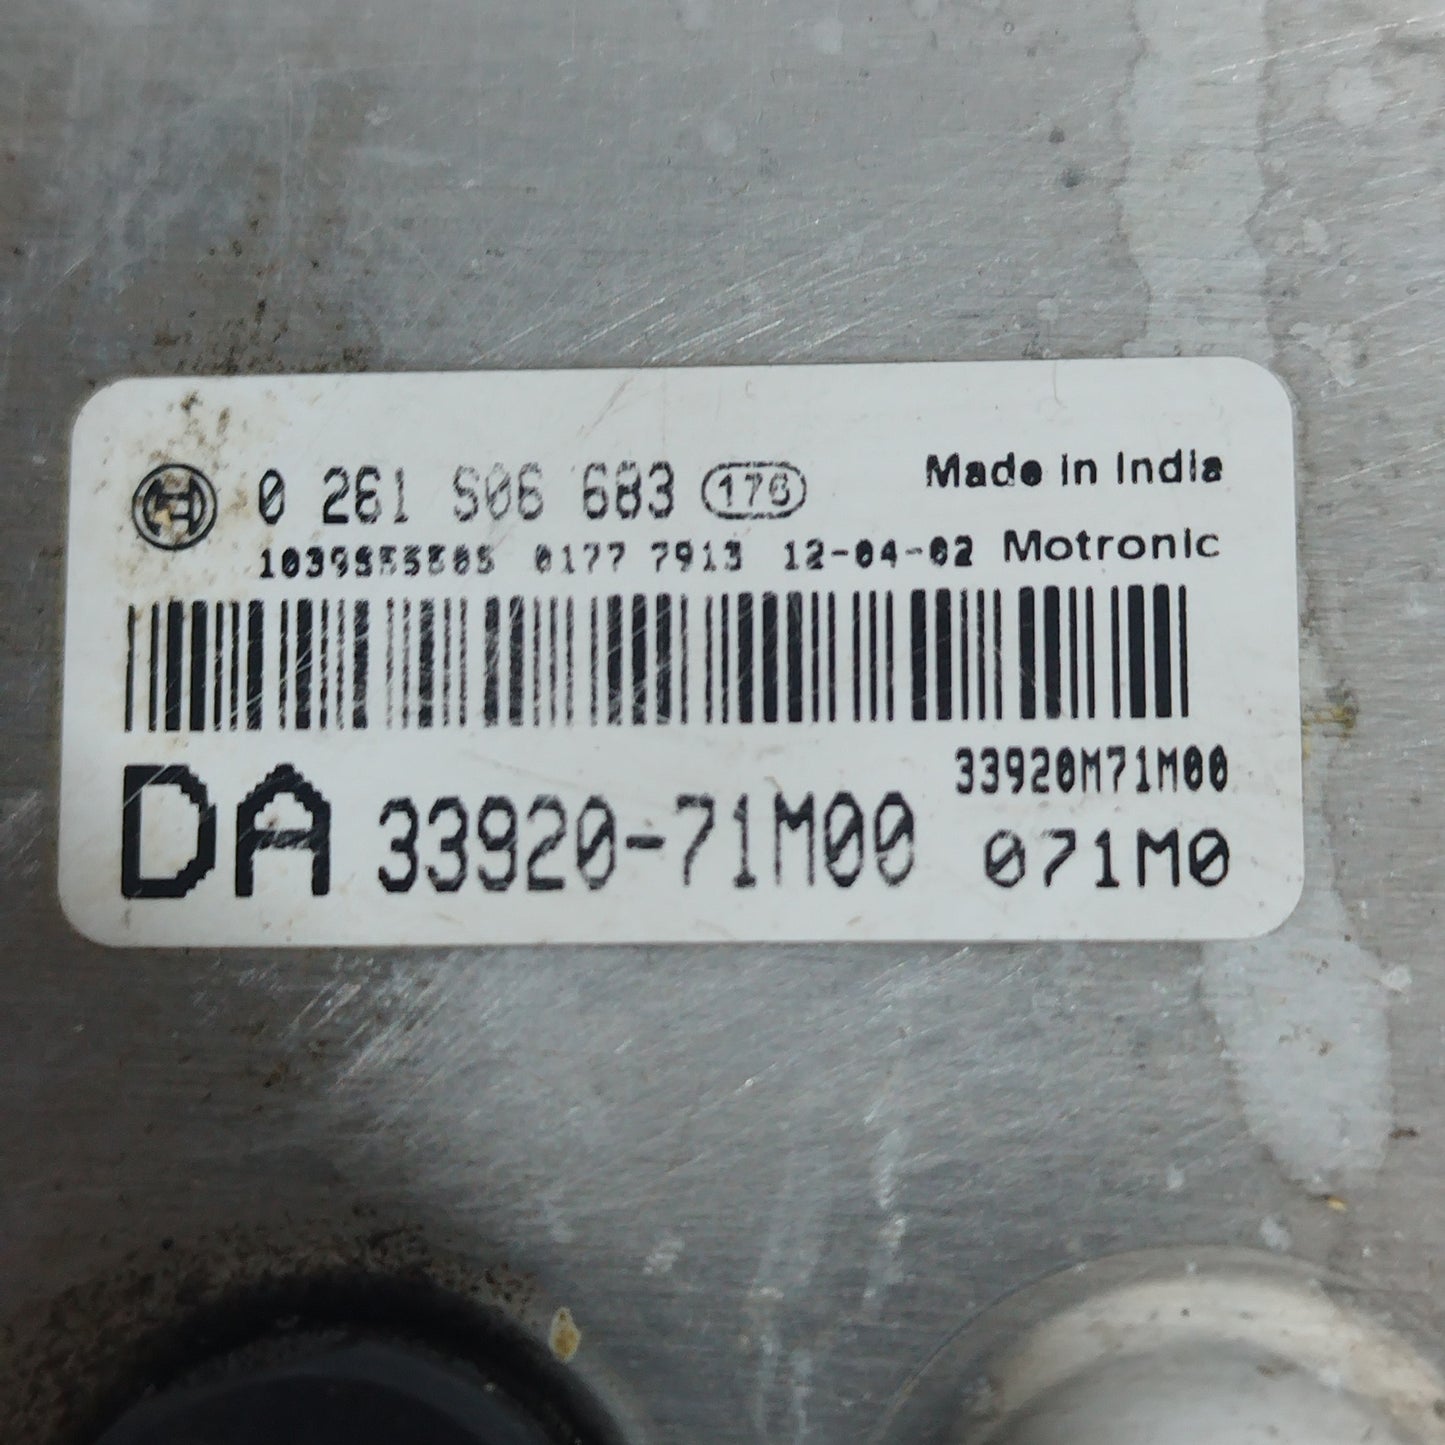 0 261 S06 683 176 Made in India
1039S55505 0177 7913 12-04-02 Motronic
33920M71M00
DA 33920-71M00 071M0